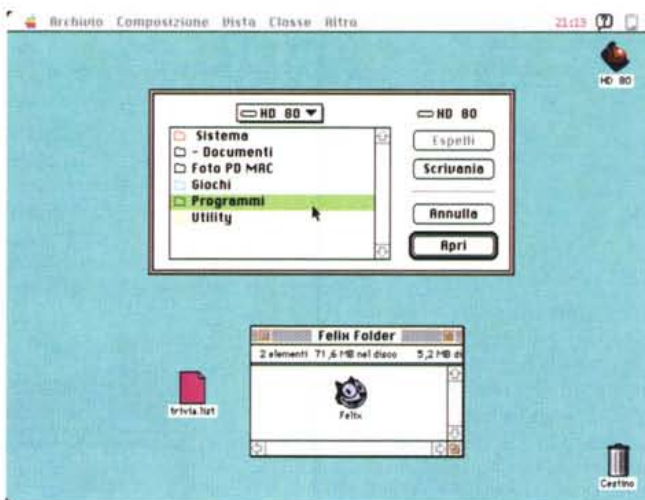 Archivio Composizione Vista Classe Altro 21:13
HD 80
HD 80
HD 80
Sistema
- Documenti
Foto PD MAC
Giochi
Programmi
Utility
Espelli
Scrivania
Annulla
Apri
Felix Folder
2 elementi 71,6 MB nel disco 5,2 MB di
Felix
trivia.list
Cestino